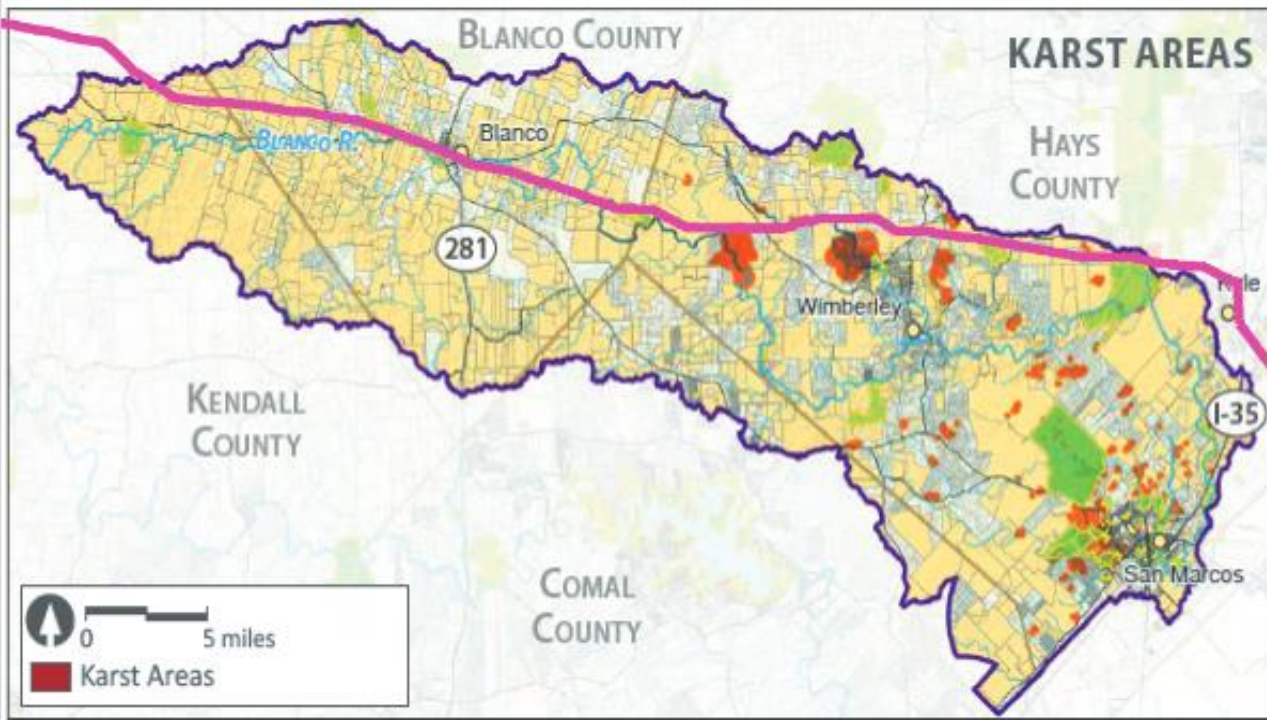 BLANCO COUNTY
KARST AREAS
HAYS
COUNTY
BLANCO R.
Blanco
281
Wimberley
Kyle
KENDALL
COUNTY
I-35
COMAL
COUNTY
San Marcos
0 5 miles
Karst Areas